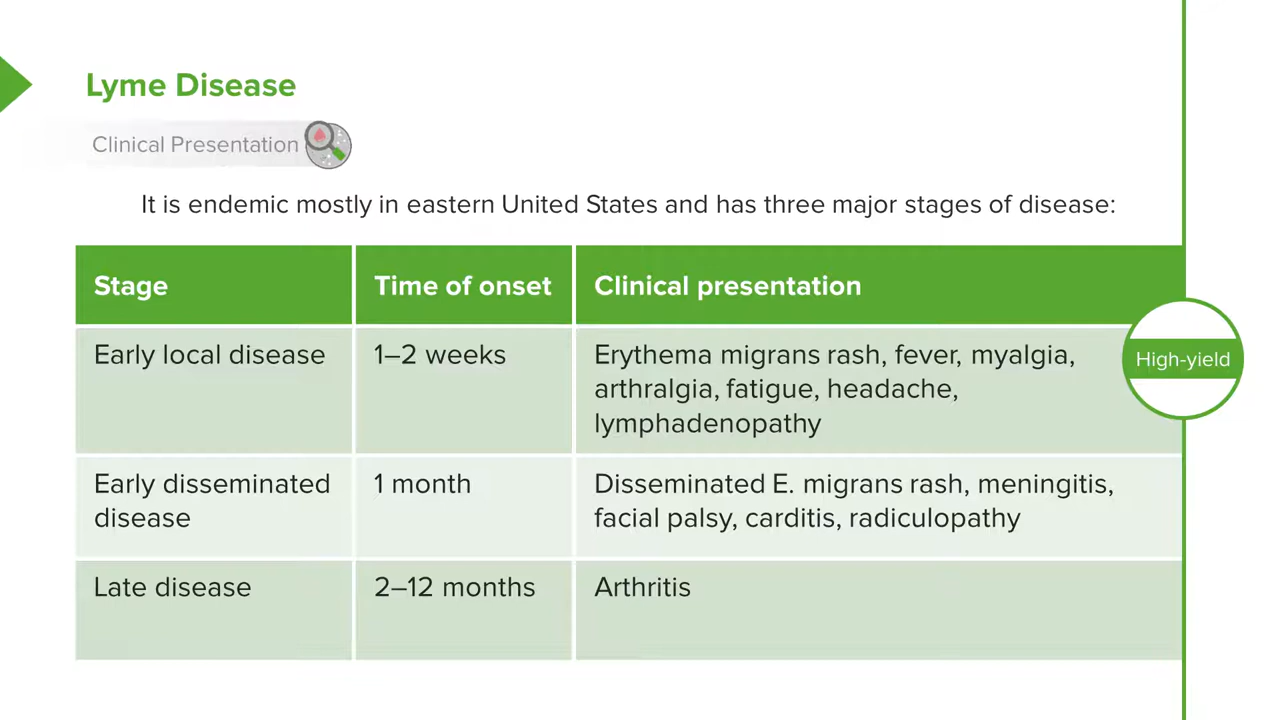 Lyme Disease
Clinical Presentation
It is endemic mostly in eastern United States and has three major stages of disease:
Stage
Time of onset
Clinical presentation
Early local disease
1–2 weeks
Erythema migrans rash, fever, myalgia,
arthralgia, fatigue, headache,
lymphadenopathy
High-yield
Early disseminated
disease
1 month
Disseminated E. migrans rash, meningitis,
facial palsy, carditis, radiculopathy
Late disease
2–12 months
Arthritis